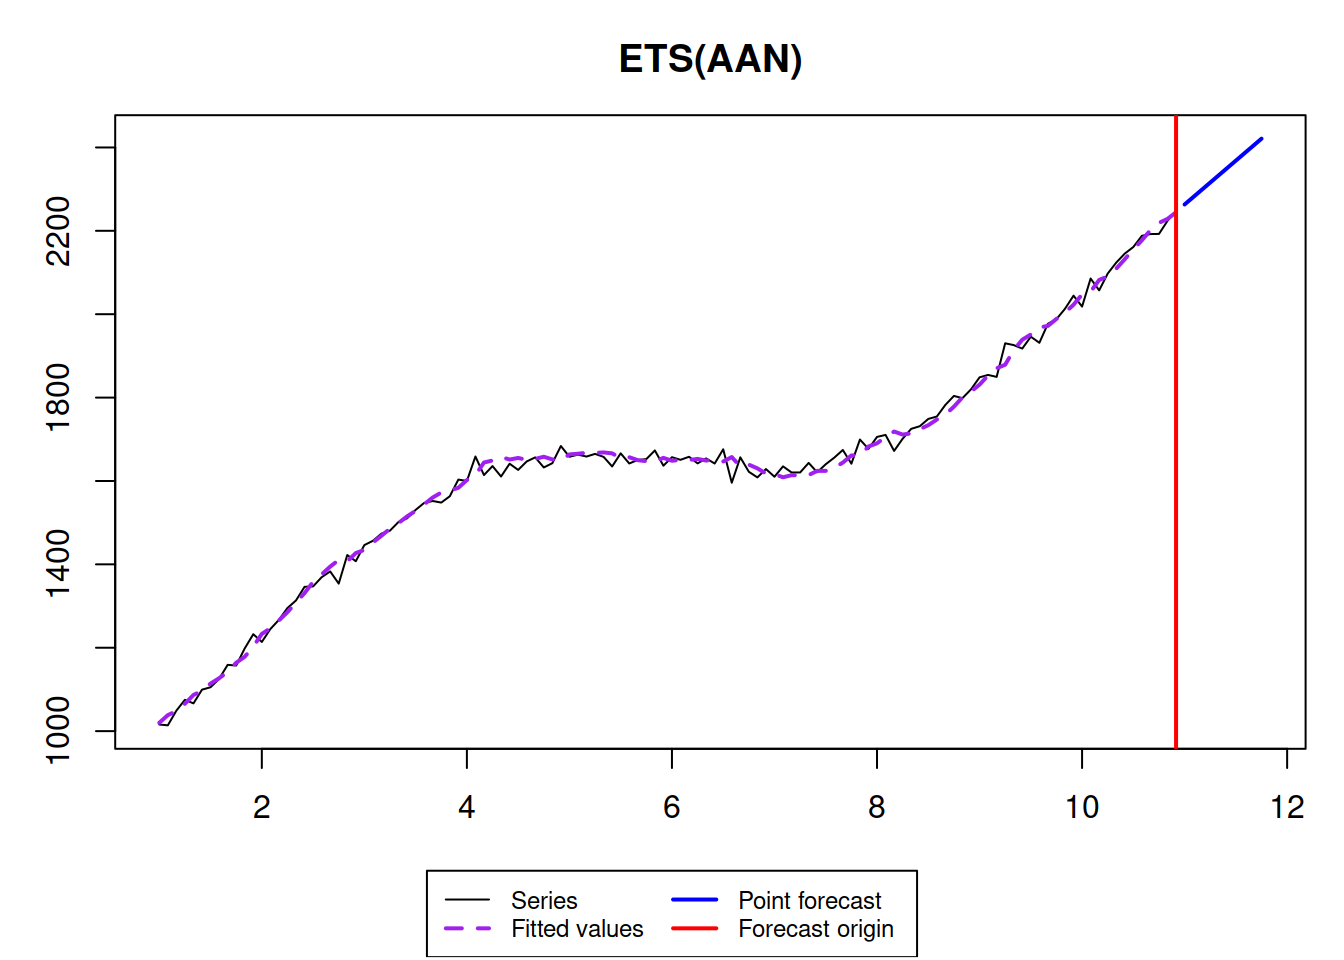 ETS(AAN)
2200
1800
1400
1000
2 4 6 8 10 12
Series Point forecast
Fitted values Forecast origin